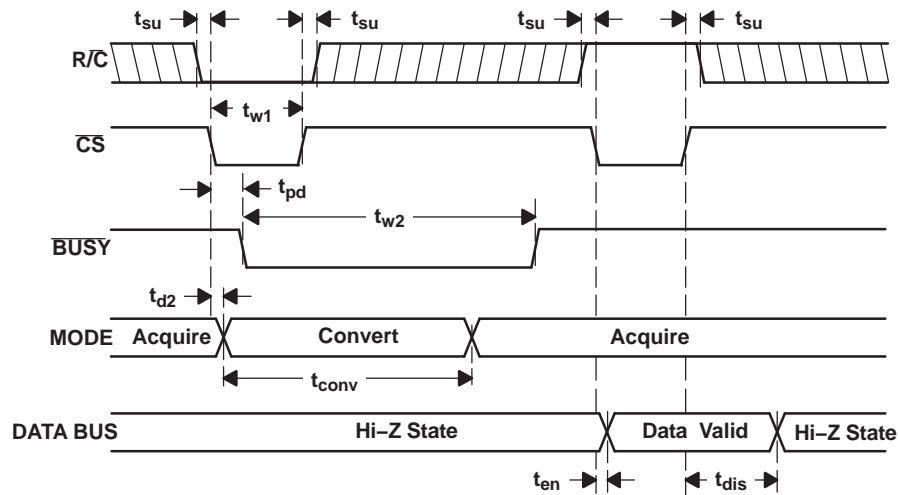 tsu tsu tsu tsu
R/C
tw1
CS
tpd
tw2
BUSY
td2
MODE Acquire Convert Acquire
tconv
DATA BUS Hi–Z State Data Valid Hi–Z State
ten tdis